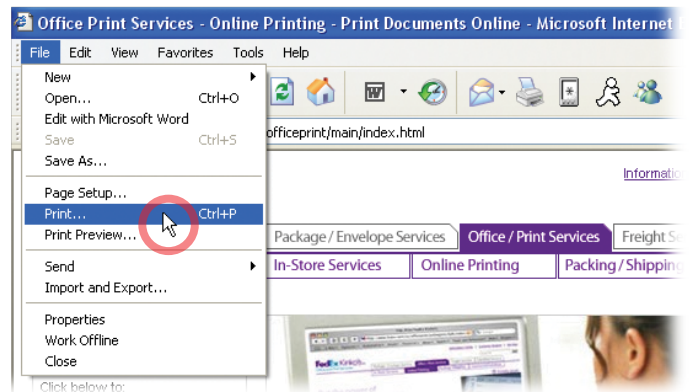 Office Print Services - Online Printing - Print Documents Online - Microsoft Internet
File Edit View Favorites Tools Help
New
Open... Ctrl+O
Edit with Microsoft Word
Save Ctrl+S
Save As...
Page Setup...
Print... Ctrl+P
Print Preview...
Send
Import and Export...
Properties
Work Offline
Close
Click below to:
officeprint/main/index.html
Information
Package / Envelope Services Office / Print Services Freight
In-Store Services Online Printing Packing / Shipping
FedEx Kinko's